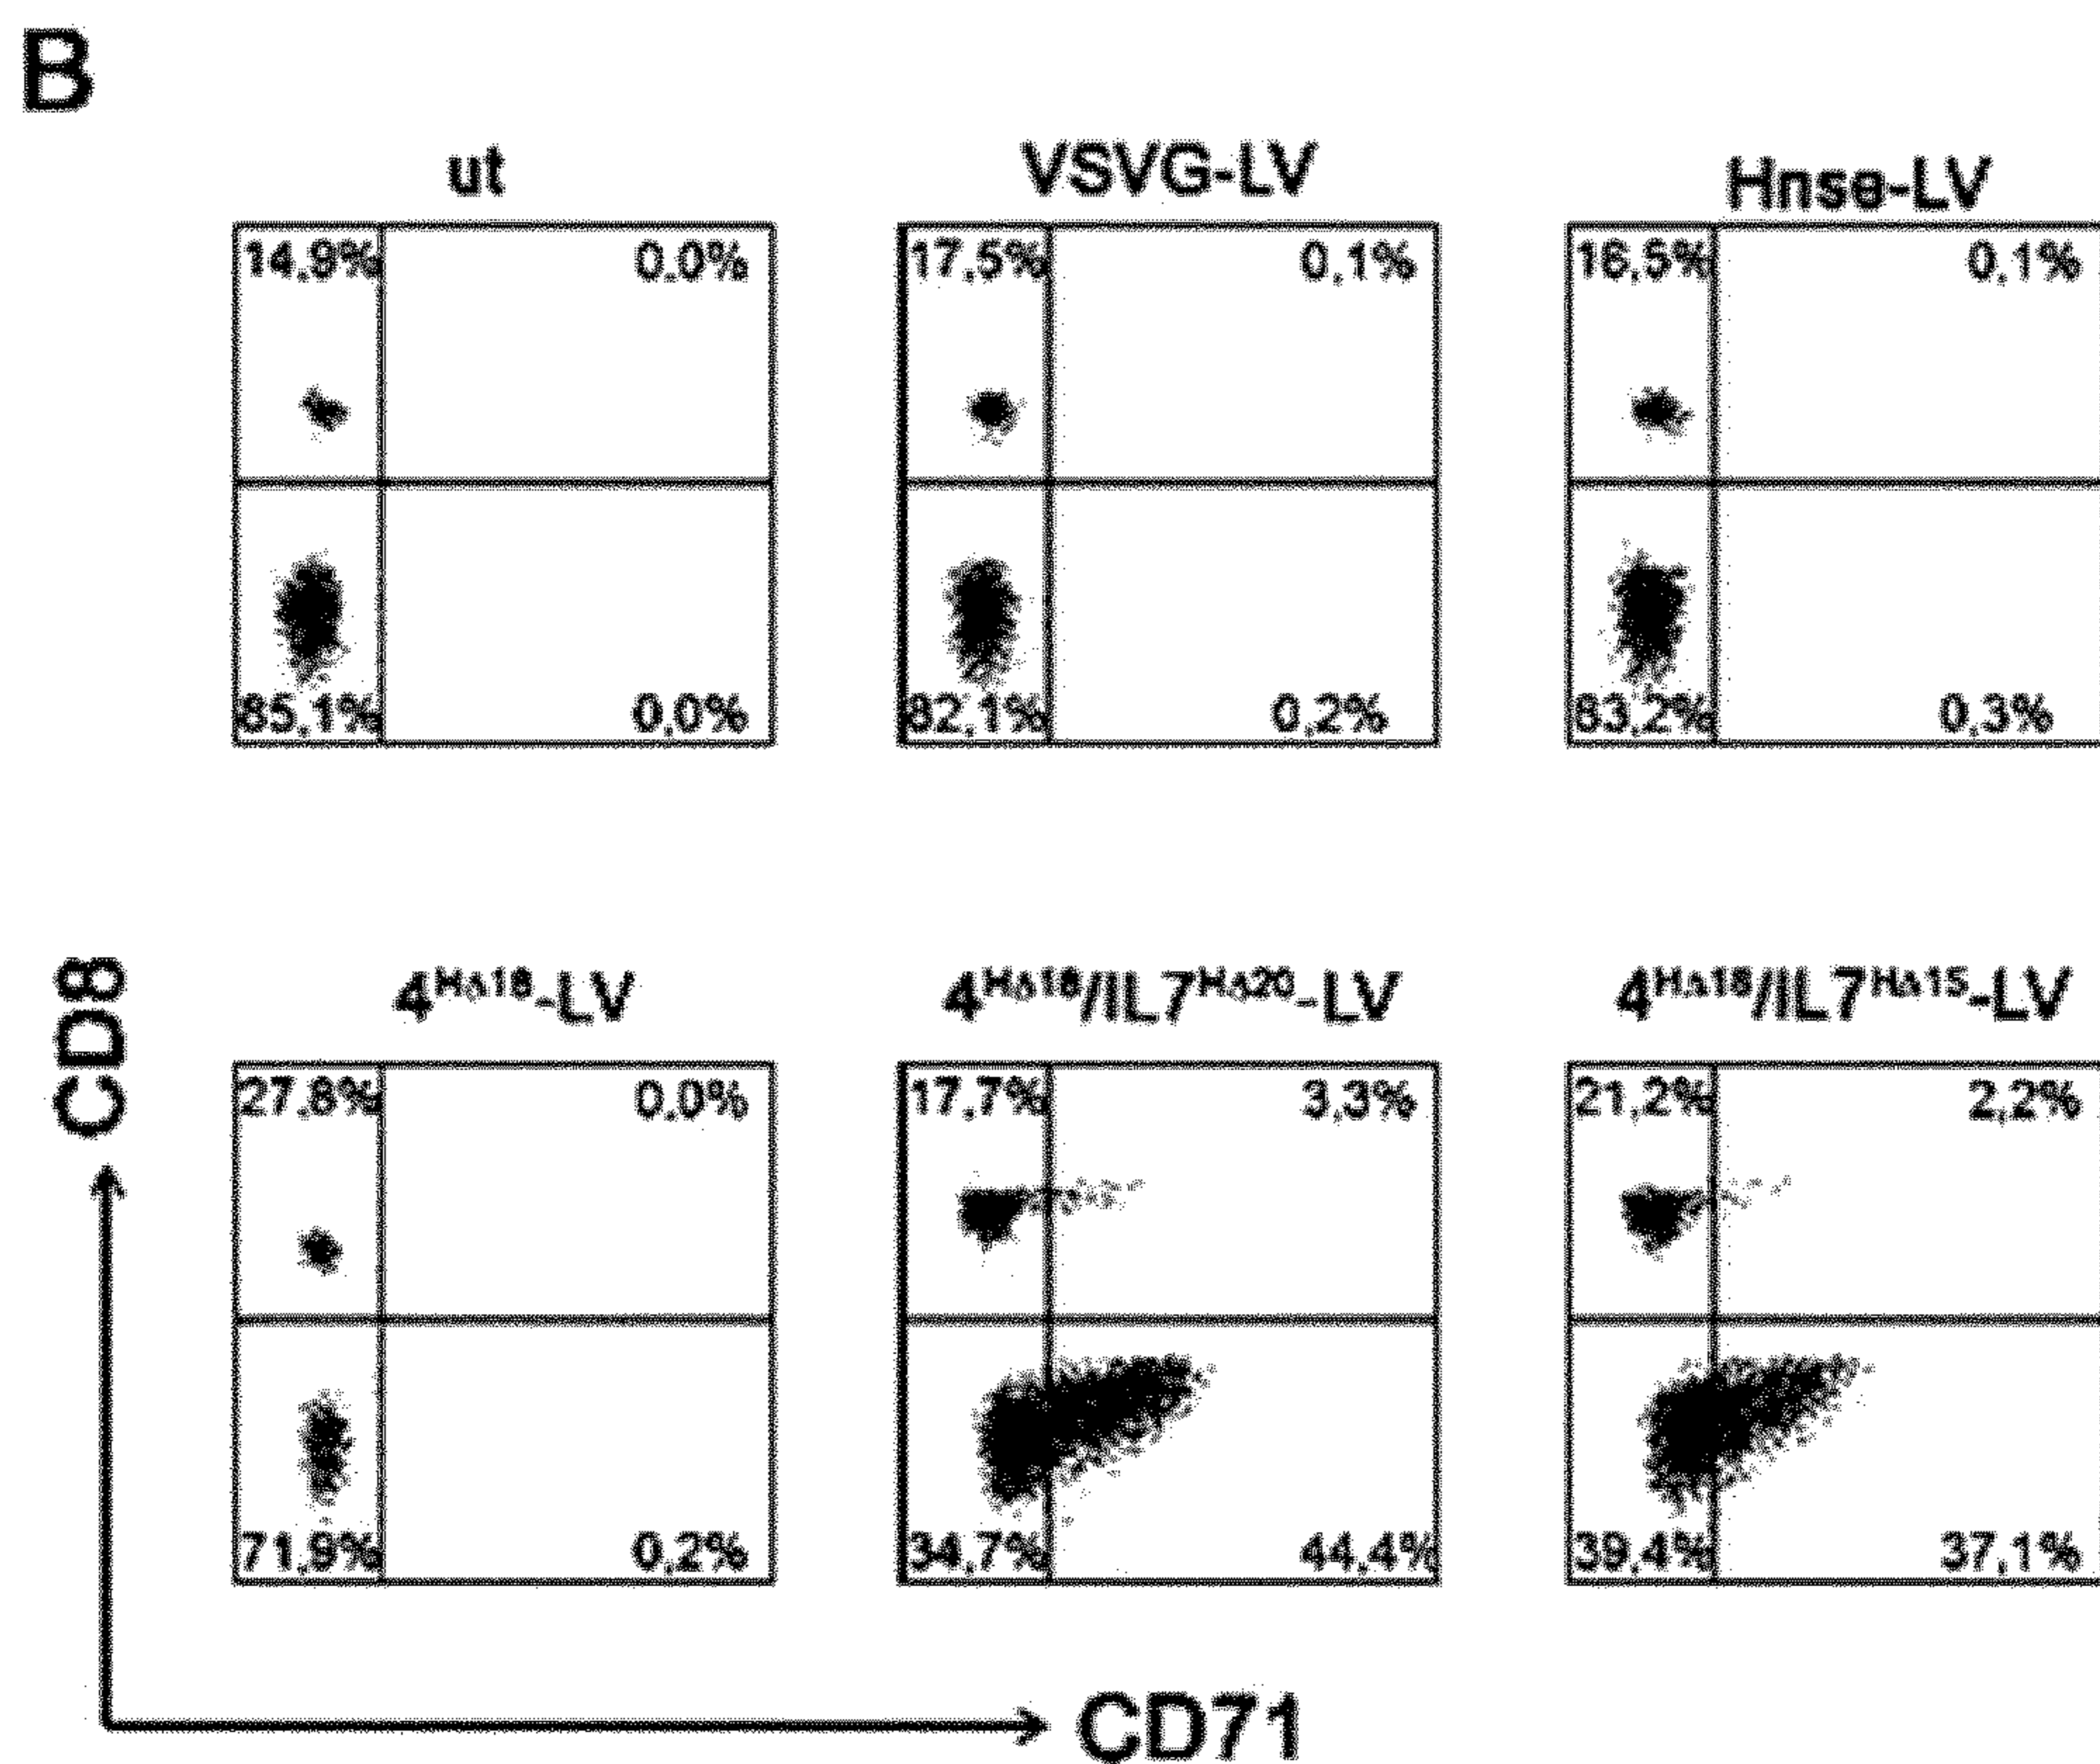 B
ut VSVG-LV Hnse-LV
14,9% 0,0% 17,5% 0,1% 16,5% 0,1%
85,1% 0,0% 82,1% 0,2% 83,2% 0,3%
4HΔ18-LV 4HΔ18/IL7HΔ20-LV 4HΔ18/IL7HΔ15-LV
27,8% 0,0% 17,7% 3,3% 21,2% 2,2%
71,9% 0,2% 34,7% 44,4% 39,4% 37,1%
CD8
CD71